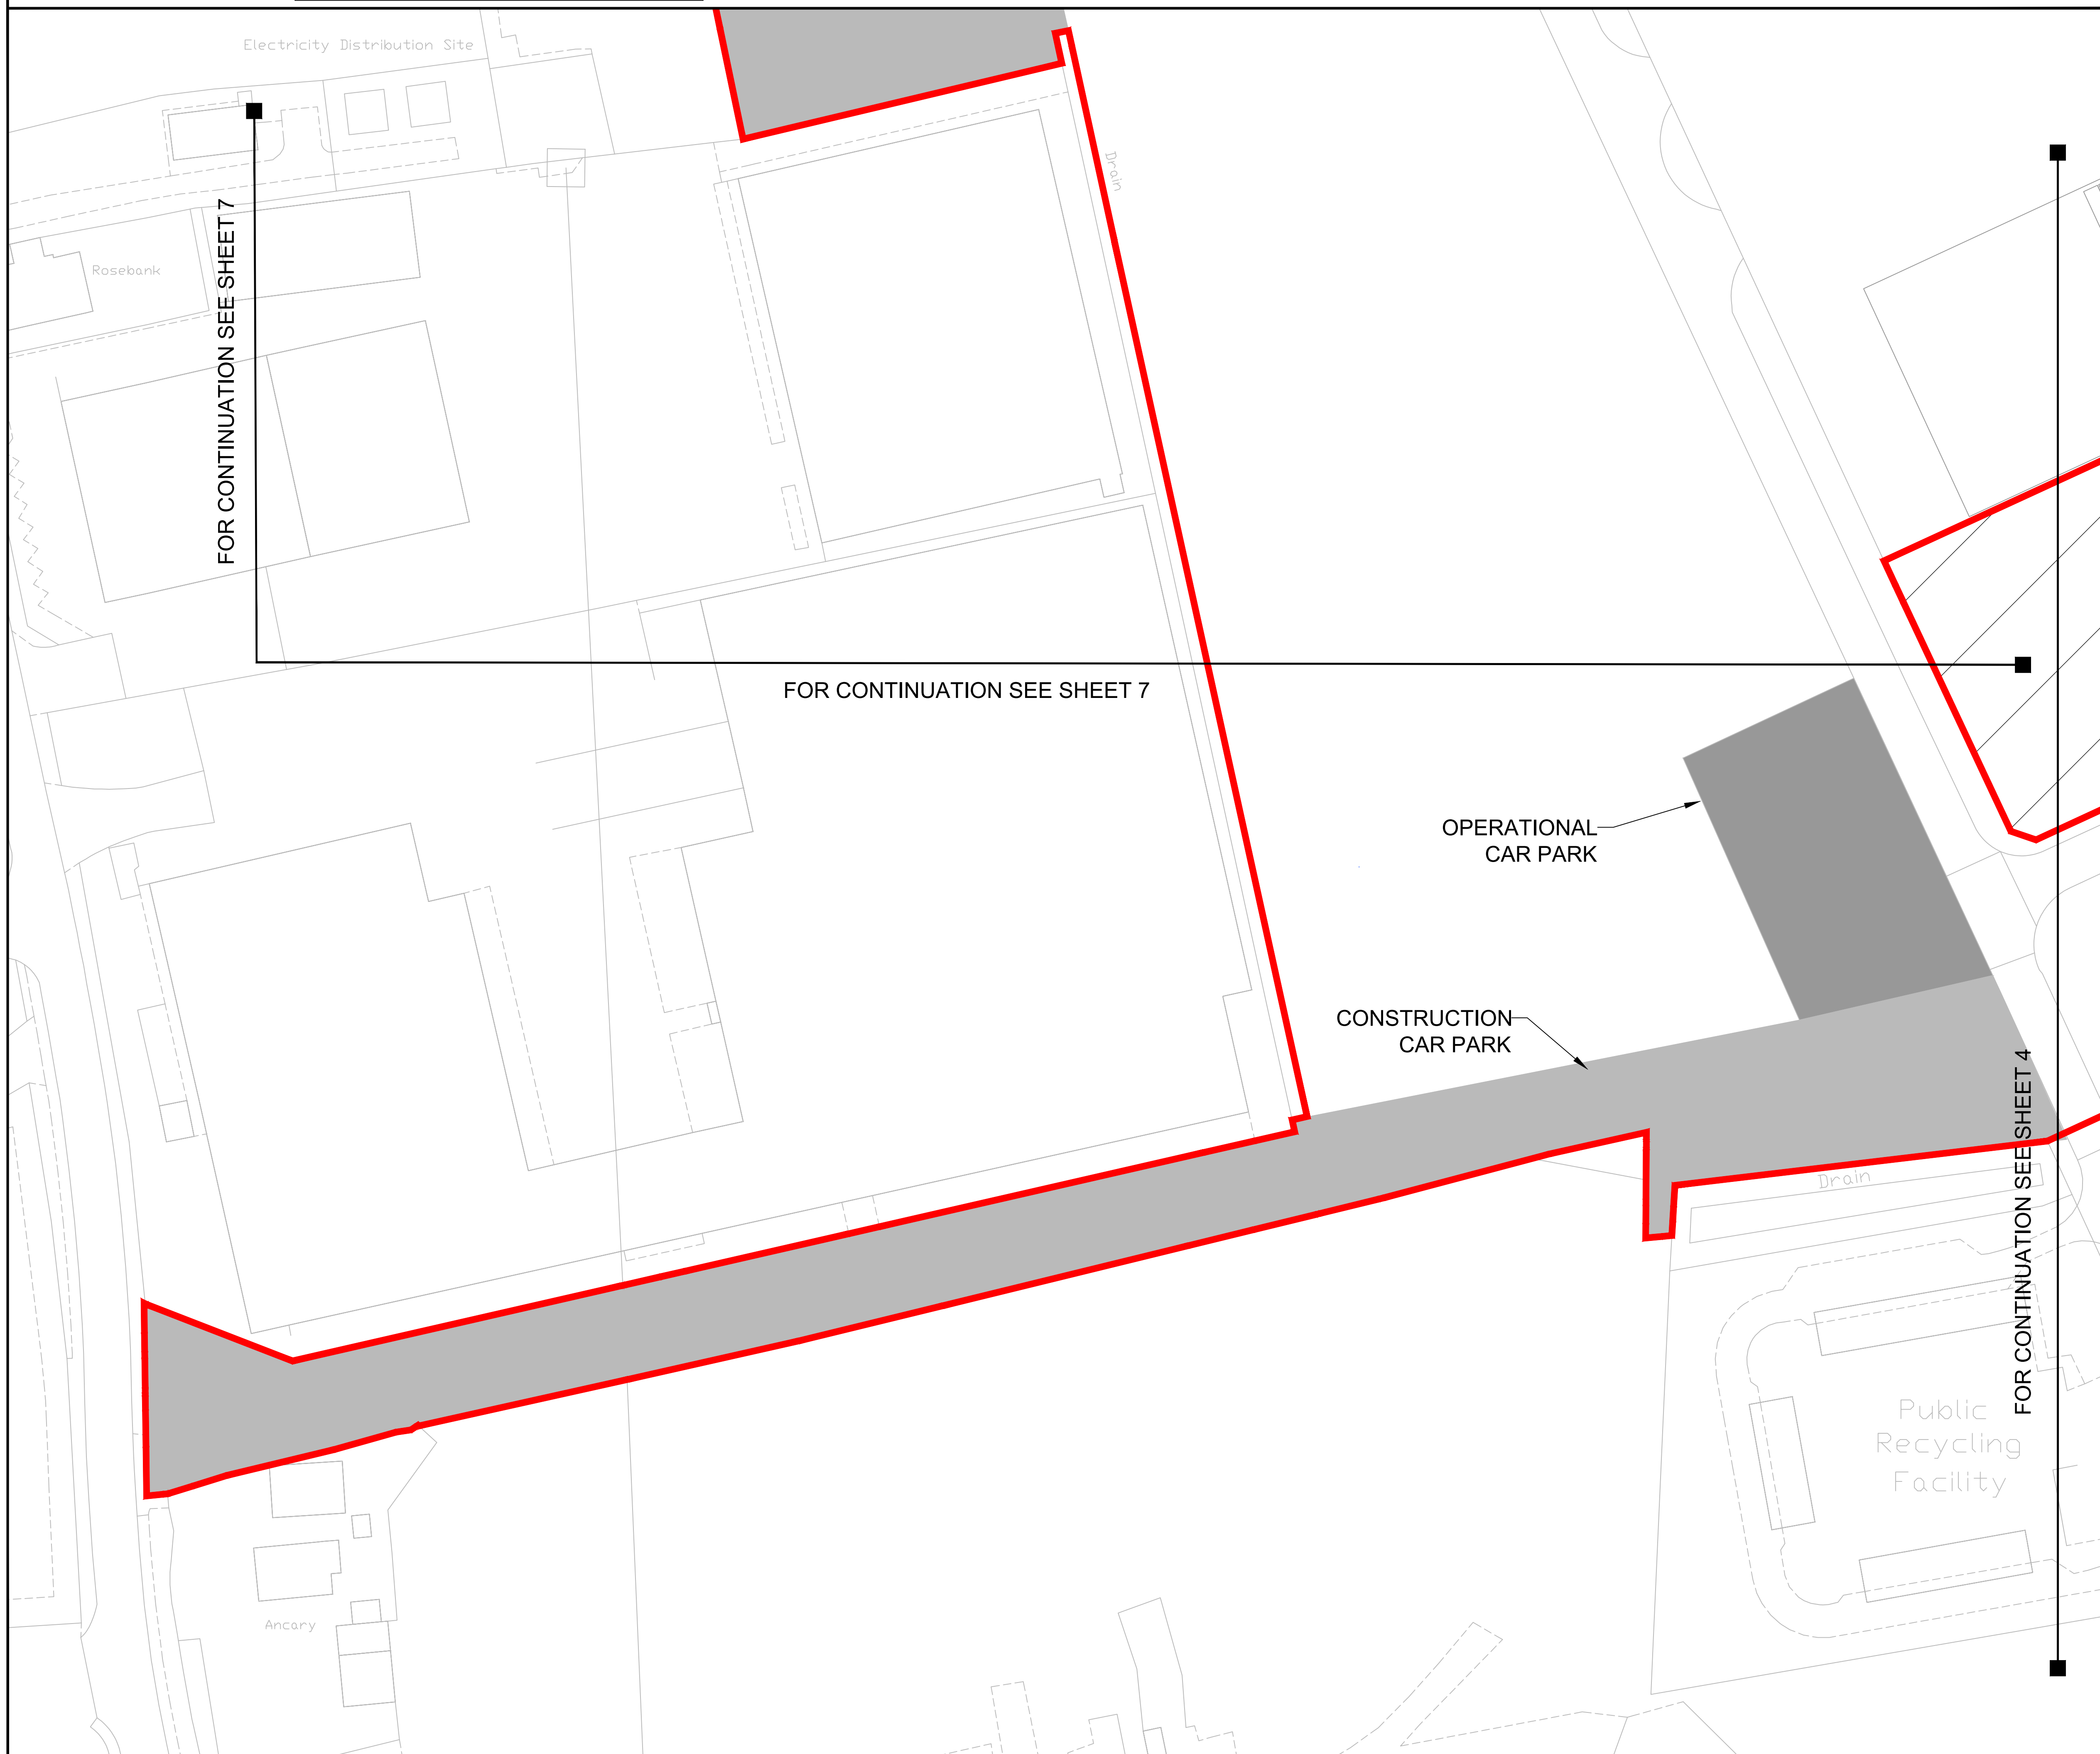 Electricity Distribution Site
Drain
Rosebank
FOR CONTINUATION SEE SHEET 7
FOR CONTINUATION SEE SHEET 7
OPERATIONAL
CAR PARK
CONSTRUCTION
CAR PARK
FOR CONTINUATION SEE SHEET 4
Drain
Public
Recycling
Facility
Ancary